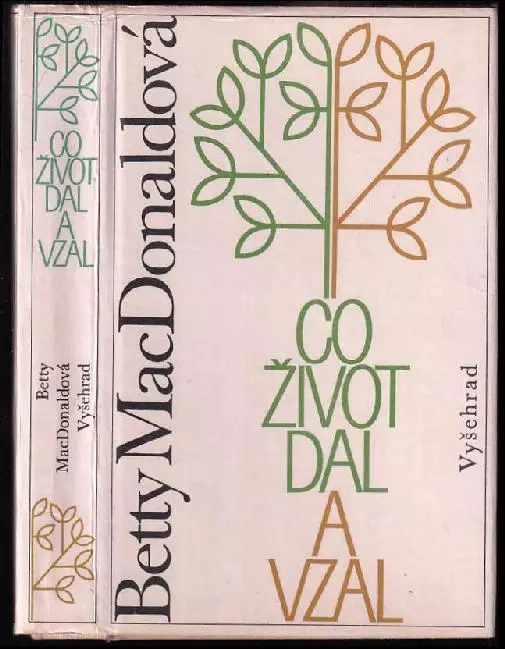 CO
ŽIVOT
DAL
A
VZAL
Betty
MacDonaldová
Vyšehrad
Betty MacDonaldová
CO
ŽIVOT
DAL
A
VZAL
Vyšehrad